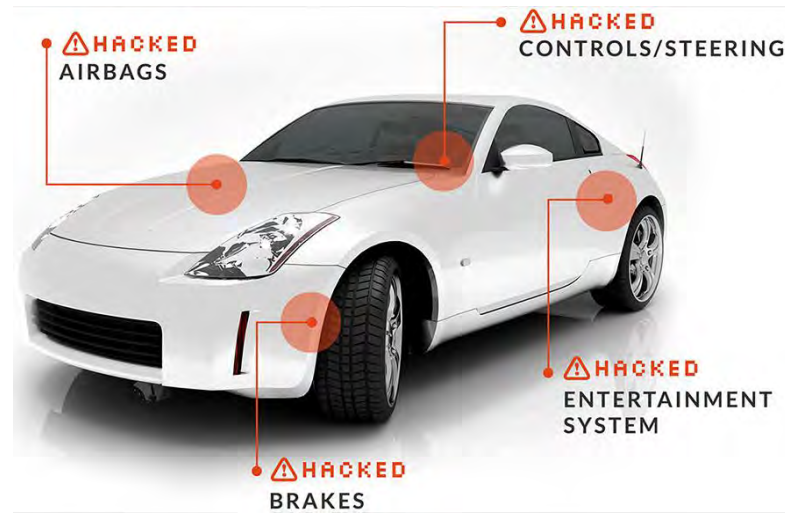 HACKED
AIRBAGS
HACKED
CONTROLS/STEERING
HACKED
ENTERTAINMENT
SYSTEM
HACKED
BRAKES